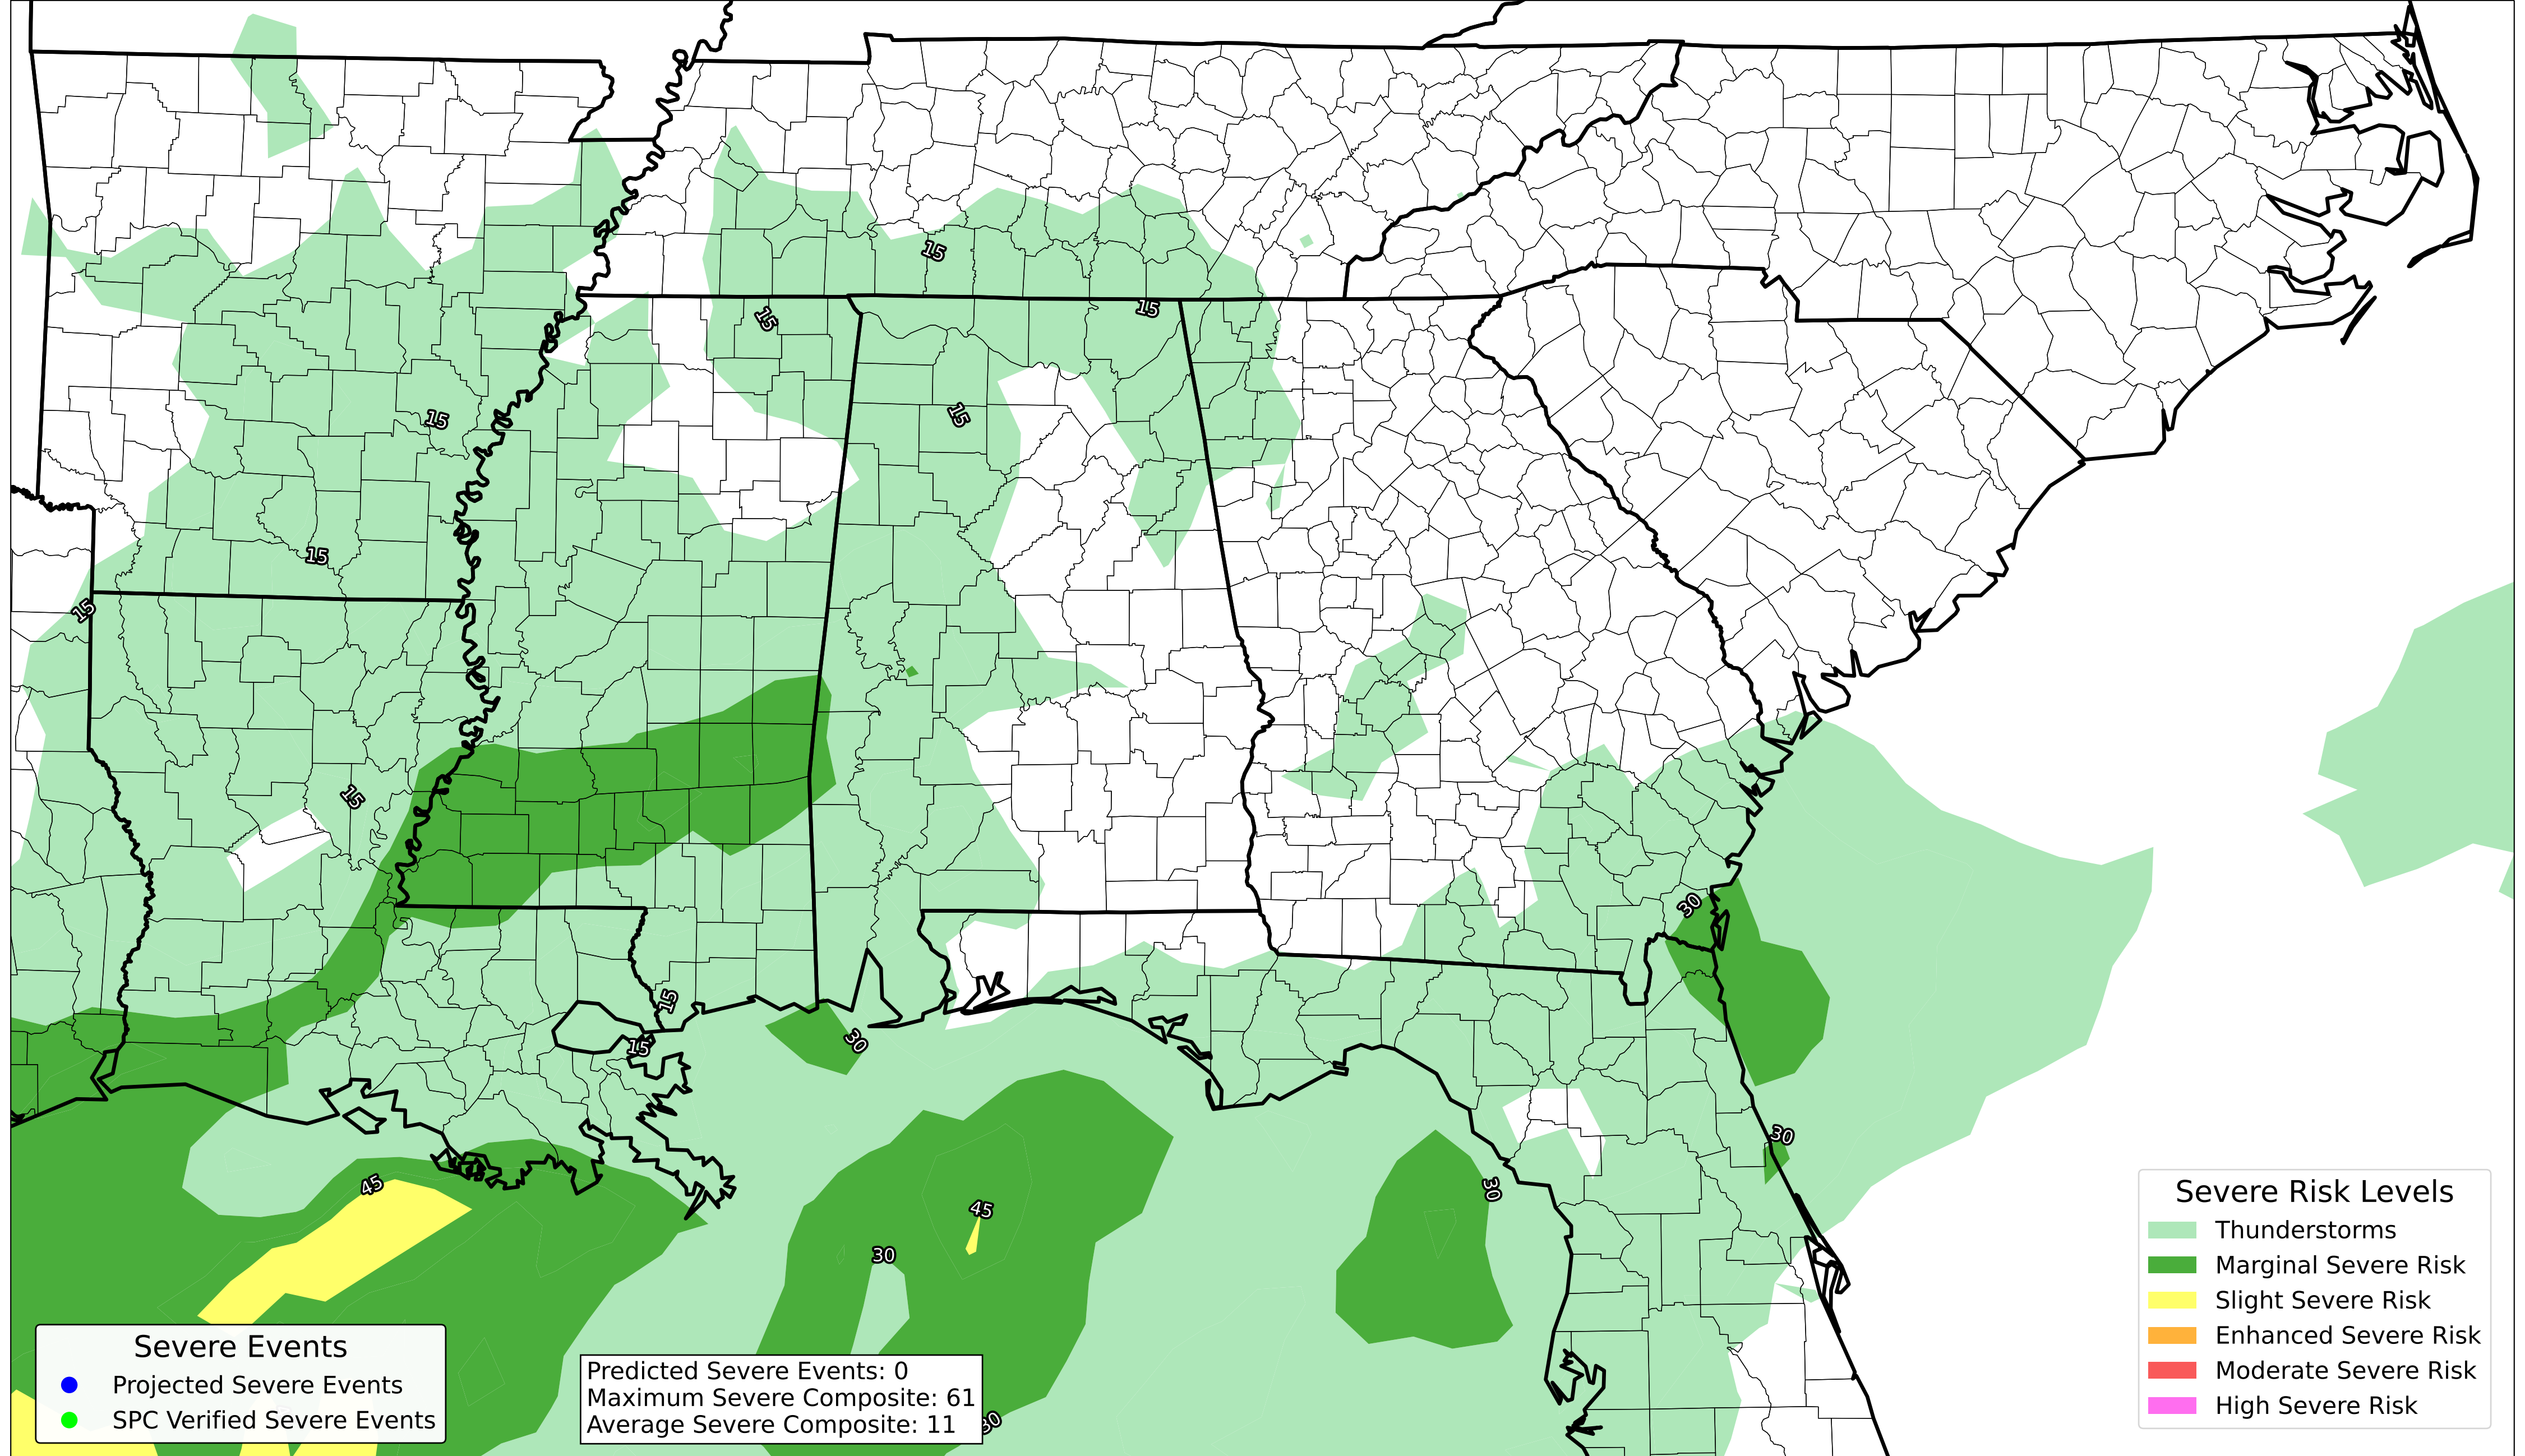 15
15
15
15
15
15
15
15
30
15
15
30
30
45
30
45
30
30
Severe Risk Levels
Thunderstorms
Marginal Severe Risk
Slight Severe Risk
Enhanced Severe Risk
Moderate Severe Risk
High Severe Risk
Severe Events
Projected Severe Events
SPC Verified Severe Events
Predicted Severe Events: 0
Maximum Severe Composite: 61
Average Severe Composite: 11